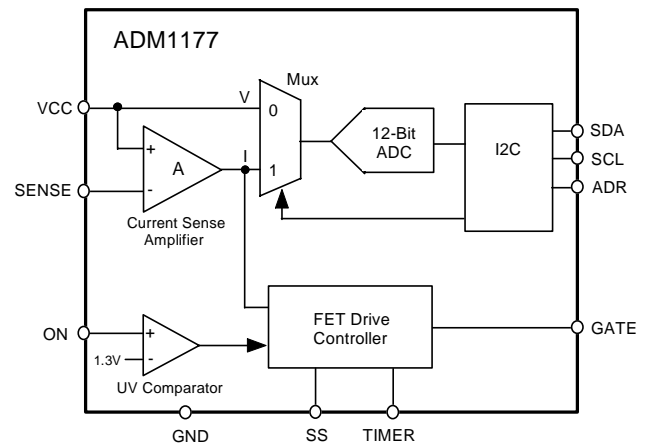 ADM1177
Mux
VCC
V
0
12-Bit
ADC
I2C
SDA
SCL
ADR
+
A
-
I
1
SENSE
Current Sense
Amplifier
ON
+
1.3V
-
UV Comparator
FET Drive
Controller
GATE
GND
SS
TIMER